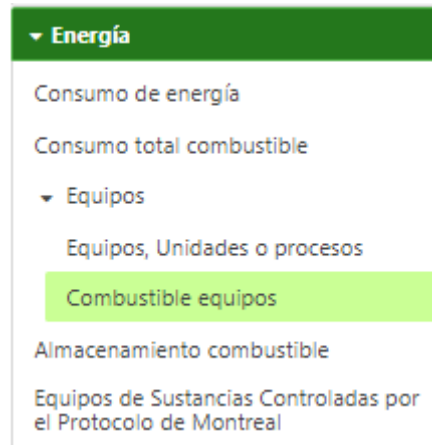 Energía
Consumo de energía
Consumo total combustible
Equipos
Equipos, Unidades o procesos
Combustible equipos
Almacenamiento combustible
Equipos de Sustancias Controladas por
el Protocolo de Montreal